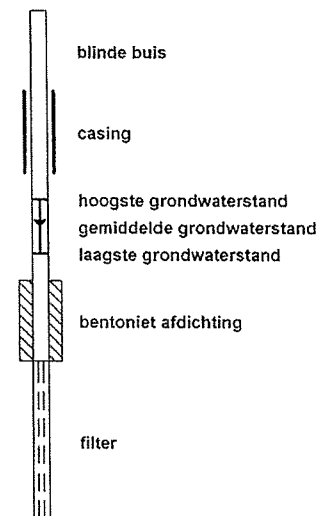 blinde buis
casing
hoogste grondwaterstand
gemiddelde grondwaterstand
laagste grondwaterstand
bentoniet afdichting
filter